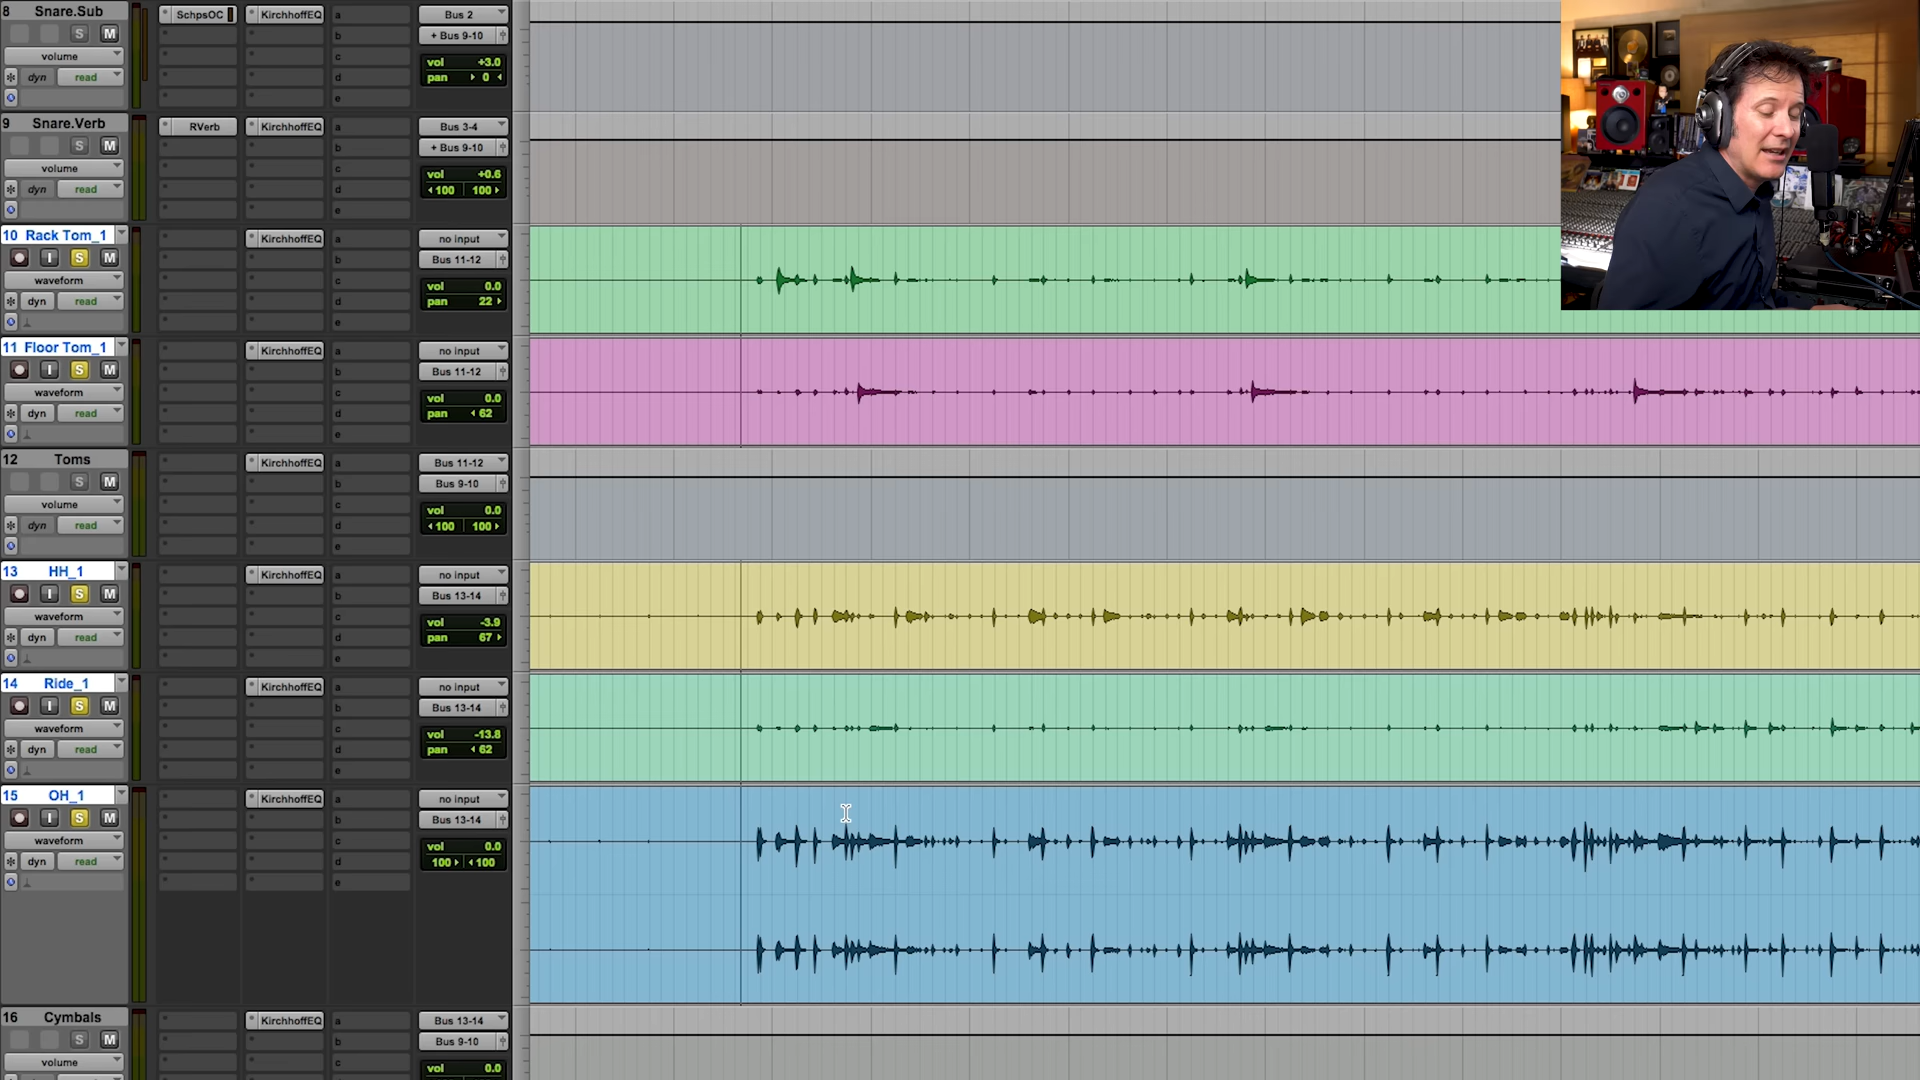 8 Snare.Sub SchpsOC KirchhoffEQ a Bus 2
S M b + Bus 9-10
volume c vol +3.0
dyn read d pan 0
e
9 Snare.Verb RVerb KirchhoffEQ a Bus 3-4
S M b + Bus 9-10
volume c vol +0.6
dyn read d 100 100
e
10 Rack Tom_1 KirchhoffEQ a no input
I S M b Bus 11-12
waveform c vol 0.0
dyn read d pan 22
e
11 Floor Tom_1 KirchhoffEQ a no input
I S M b Bus 11-12
waveform c vol 0.0
dyn read d pan 62
e
12 Toms KirchhoffEQ a Bus 11-12
S M b Bus 9-10
volume c vol 0.0
dyn read d 100 100
e
13 HH_1 KirchhoffEQ a no input
I S M b Bus 13-14
waveform c vol -3.9
dyn read d pan 67
e
14 Ride_1 KirchhoffEQ a no input
I S M b Bus 13-14
waveform c vol -13.8
dyn read d pan 62
e
15 OH_1 KirchhoffEQ a no input
I S M b Bus 13-14
waveform c vol 0.0
dyn read d 100 100
e
16 Cymbals KirchhoffEQ a Bus 13-14
S M b Bus 9-10
volume c vol 0.0